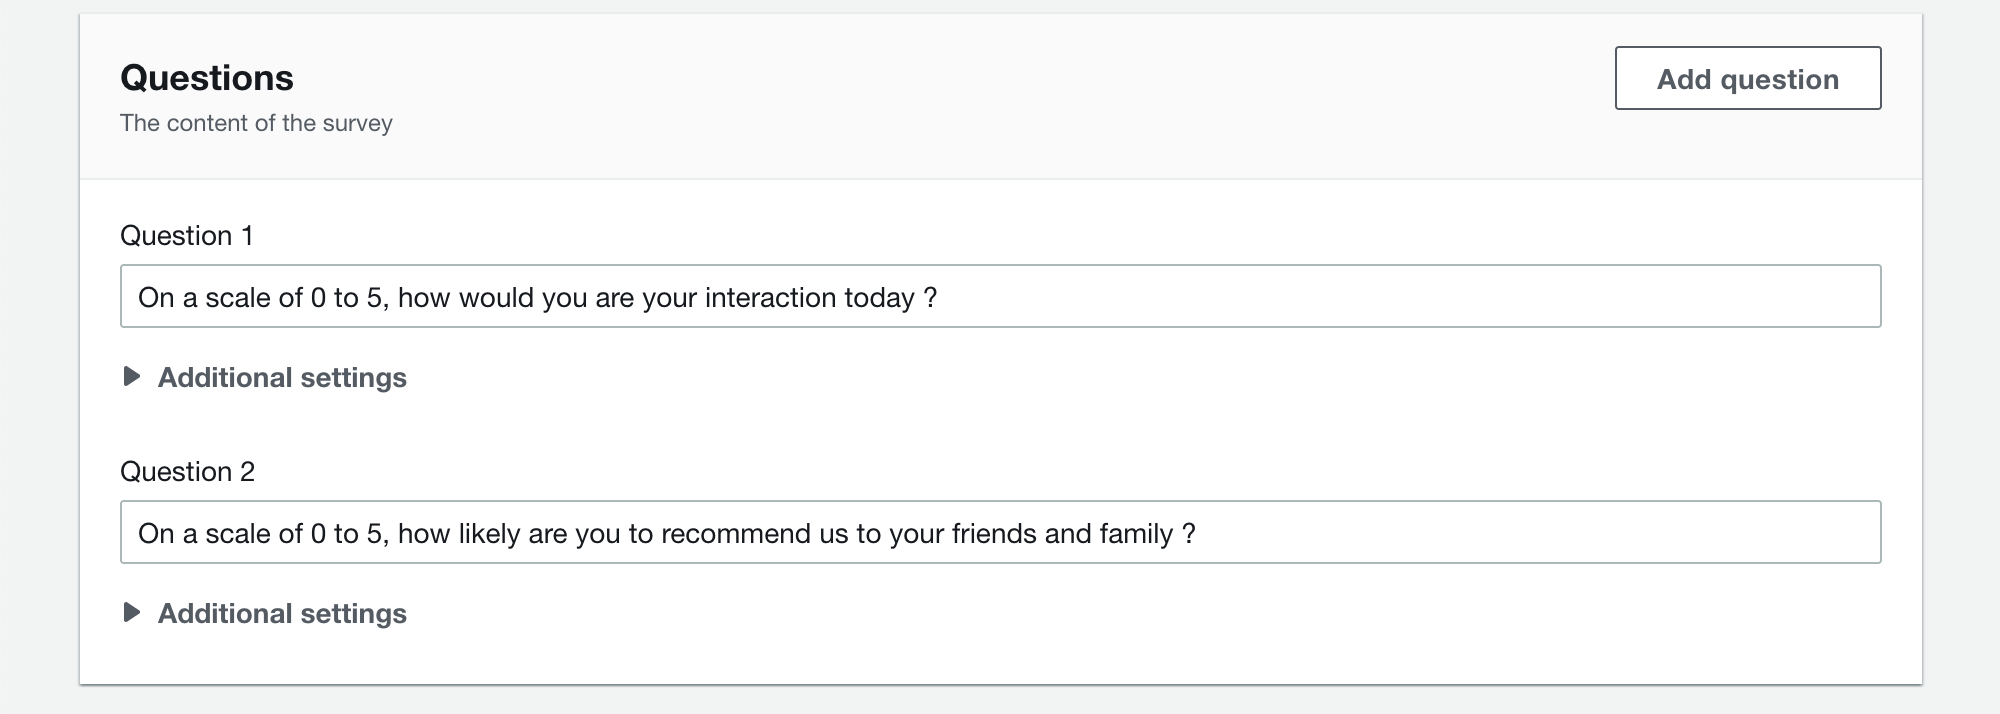 Questions
Add question
The content of the survey
Question 1
On a scale of 0 to 5, how would you are your interaction today ?
Additional settings
Question 2
On a scale of 0 to 5, how likely are you to recommend us to your friends and family ?
Additional settings